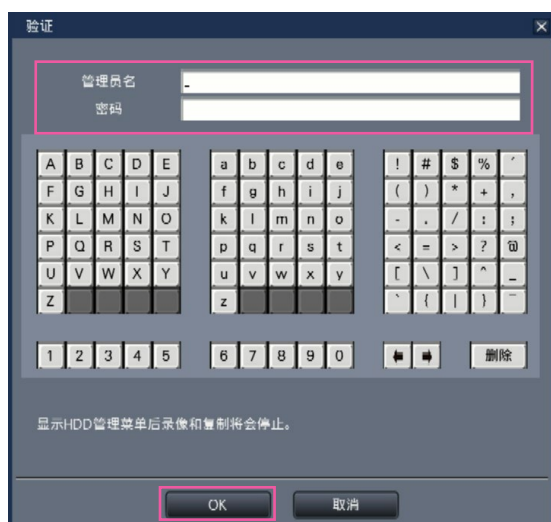 验证
管理员名 _
密码
A B C D E a b c d e ! # $ % ´
F G H I J f g h i j ( ) * + ,
K L M N O k l m n o - . / : ;
P Q R S T p q r s t < = > ? @
U V W X Y u v w x y [ \ ] ^ _
Z z ` { | } ‾
1 2 3 4 5 6 7 8 9 0 删除
显示HDD管理菜单后录像和复制将会停止。
OK 取消